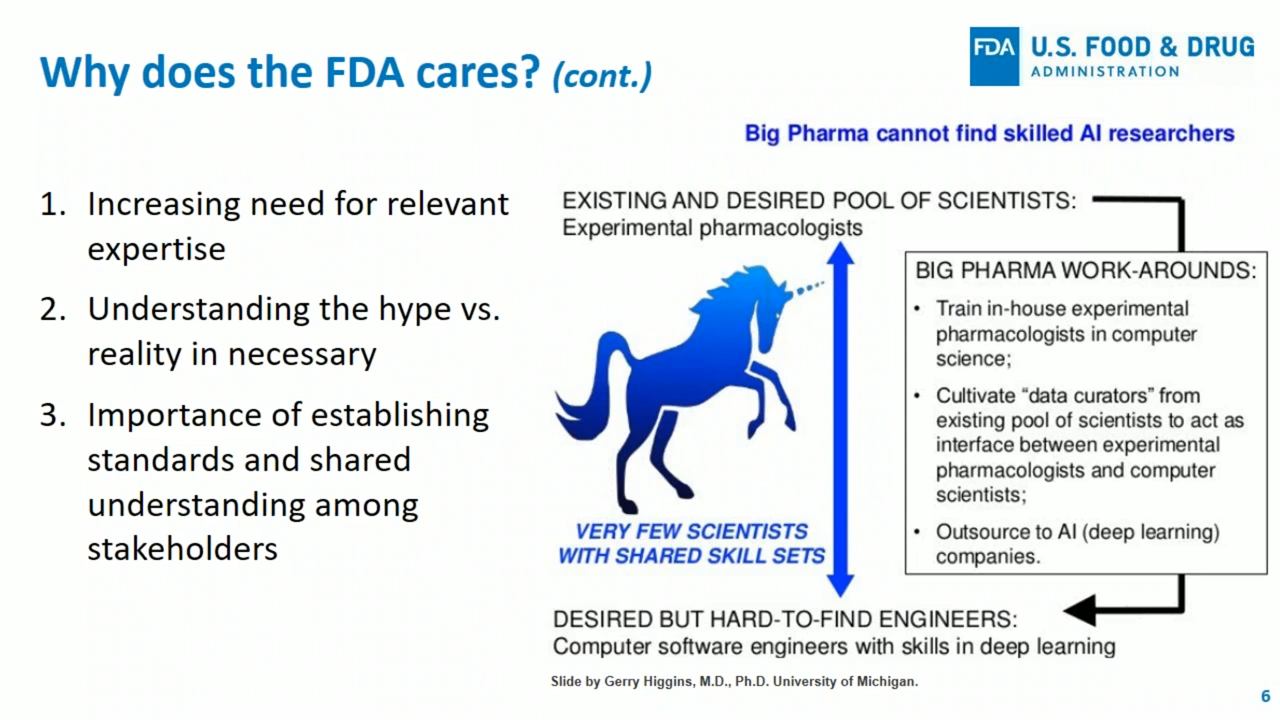 Why does the FDA cares? (cont.)
FDA
U.S. FOOD & DRUG
ADMINISTRATION
1. Increasing need for relevant
expertise
2. Understanding the hype vs.
reality in necessary
3. Importance of establishing
standards and shared
understanding among
stakeholders
Big Pharma cannot find skilled AI researchers
EXISTING AND DESIRED POOL OF SCIENTISTS:
Experimental pharmacologists
VERY FEW SCIENTISTS
WITH SHARED SKILL SETS
BIG PHARMA WORK-AROUNDS:
• Train in-house experimental
pharmacologists in computer
science;
• Cultivate “data curators” from
existing pool of scientists to act as
interface between experimental
pharmacologists and computer
scientists;
• Outsource to AI (deep learning)
companies.
DESIRED BUT HARD-TO-FIND ENGINEERS:
Computer software engineers with skills in deep learning
Slide by Gerry Higgins, M.D., Ph.D. University of Michigan.
6